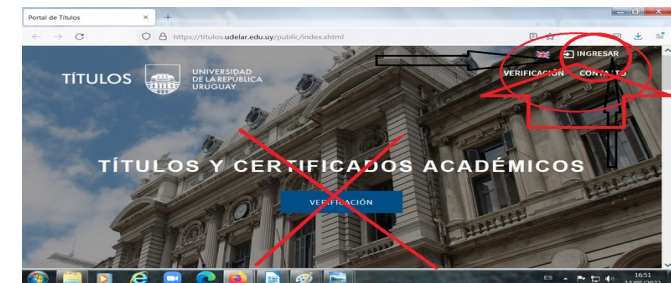 Portal de Títulos
https://titulos.udelar.edu.uy/public/index.xhtml
INGRESAR
VERIFICACIÓN CONTACTO
TÍTULOS
UNIVERSIDAD
DE LA REPÚBLICA
URUGUAY
TÍTULOS Y CERTIFICADOS ACADÉMICOS
VERIFICACIÓN
ES
16:51